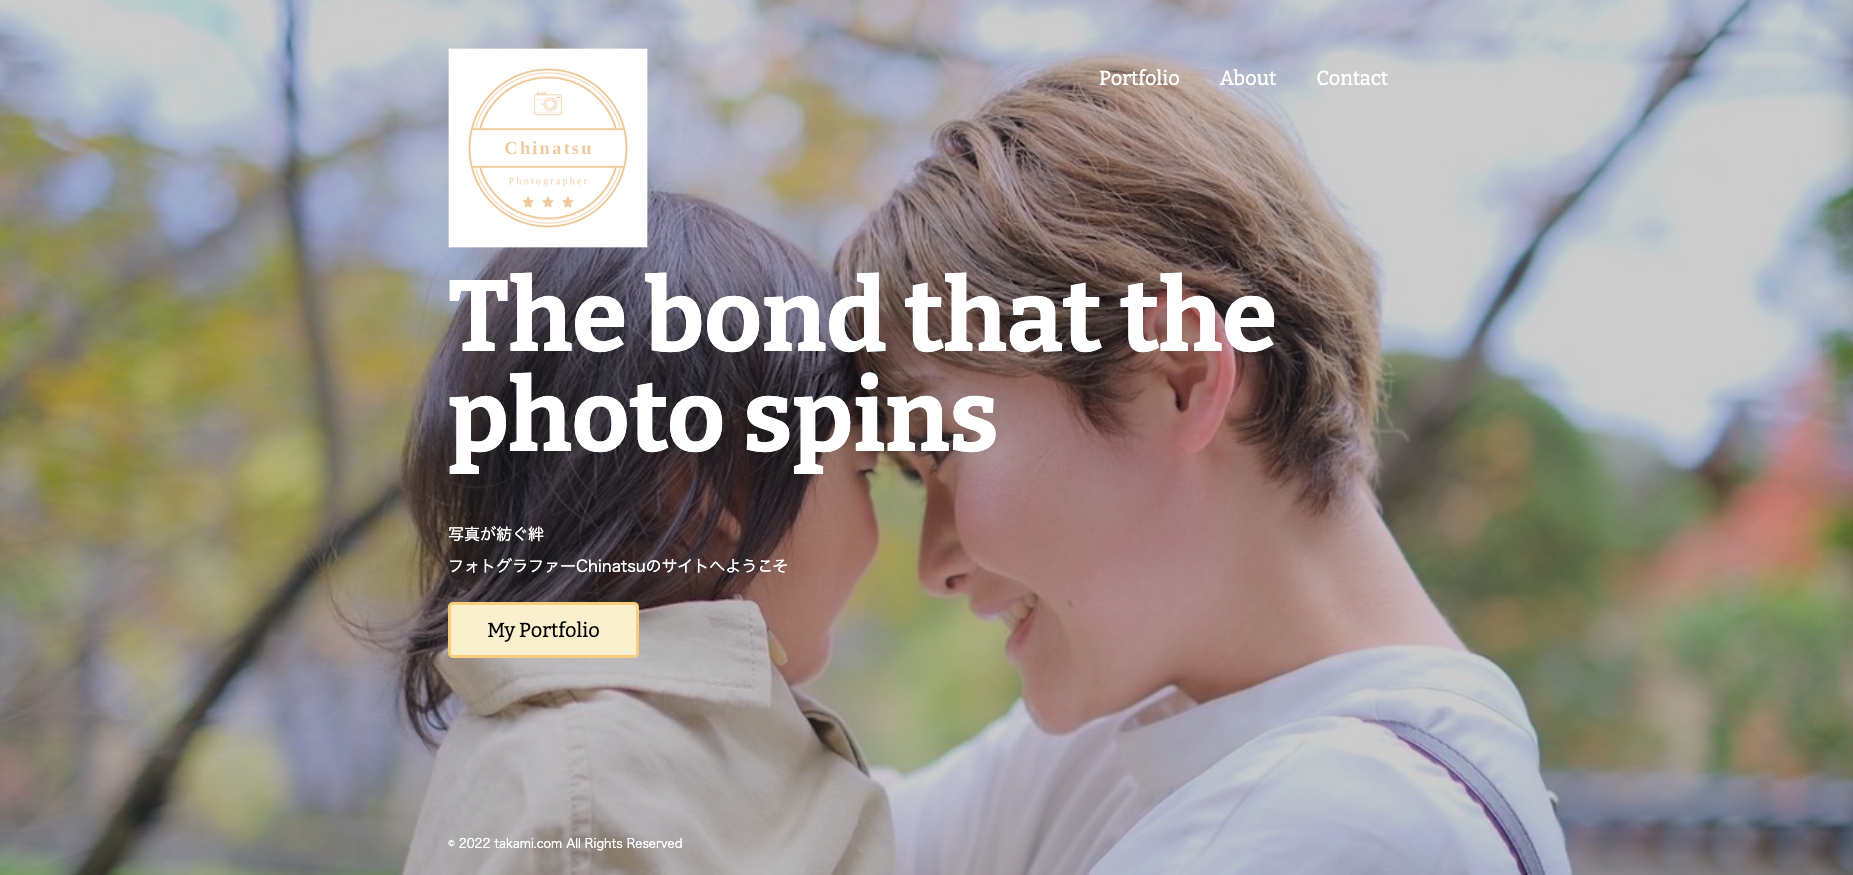 Chinatsu
Photographer
Portfolio About Contact
The bond that the
photo spins
写真が紡ぐ絆
フォトグラファーChinatsuのサイトへようこそ
My Portfolio
© 2022 takami.com All Rights Reserved